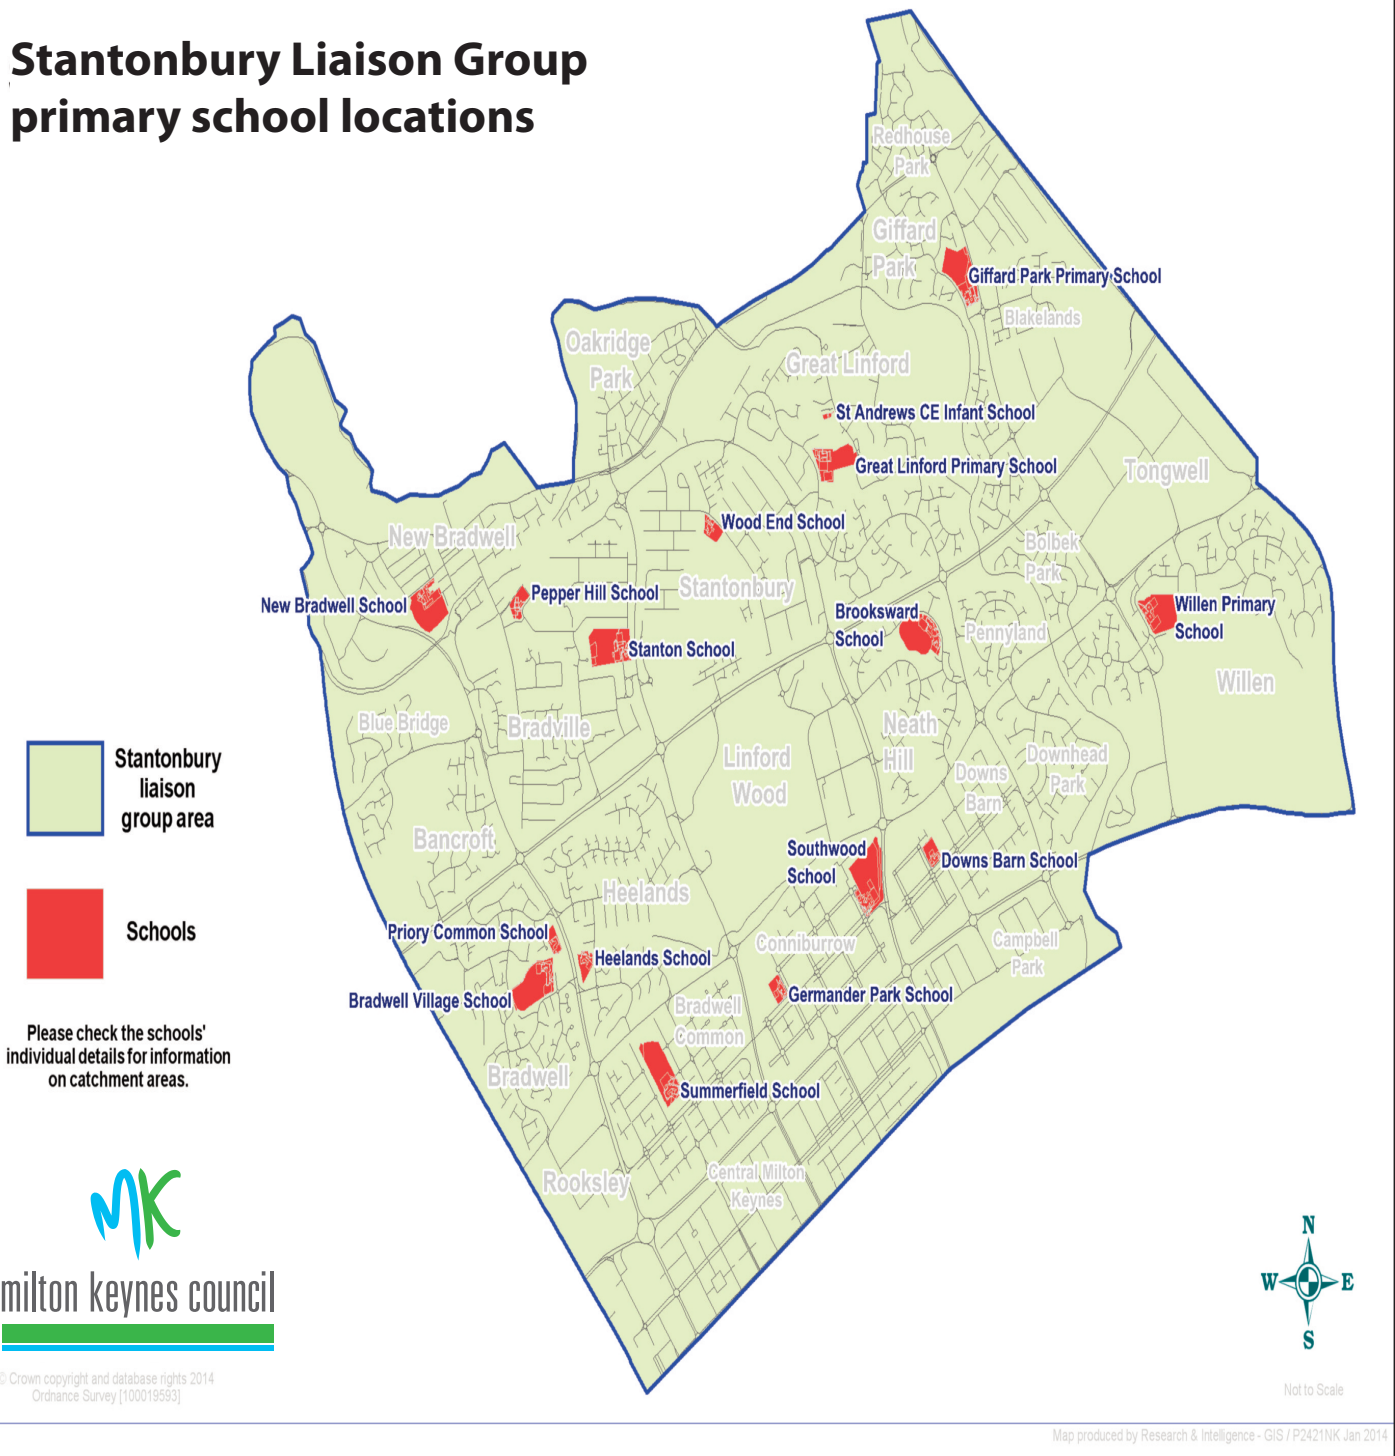 Stantonbury Liaison Group
primary school locations
Redhouse
Park
Giffard
Park
Giffard Park Primary School
Blakelands
Oakridge
Park
Great Linford
St Andrews CE Infant School
Great Linford Primary School
Tongwell
Wood End School
New Bradwell
Bolbek
Park
Stantonbury
Pepper Hill School
New Bradwell School
Brooksward
School
Willen Primary
School
Pennyland
Stanton School
Willen
Blue Bridge
Bradville
Neath
Hill
Linford
Wood
Downhead
Park
Downs
Barn
Stantonbury
liaison
group area
Bancroft
Southwood
School
Downs Barn School
Heelands
Schools
Priory Common School
Conniburrow
Campbell
Park
Heelands School
Bradwell Village School
Germander Park School
Bradwell
Common
Please check the schools'
individual details for information
on catchment areas.
Bradwell
Summerfield School
Rooksley
Central Milton
Keynes
MK
milton keynes council
N
W
E
S
© Crown copyright and database rights 2014
Ordnance Survey [100019593]
Not to Scale
Map produced by Research & Intelligence - GIS / P2421NK Jan 2014